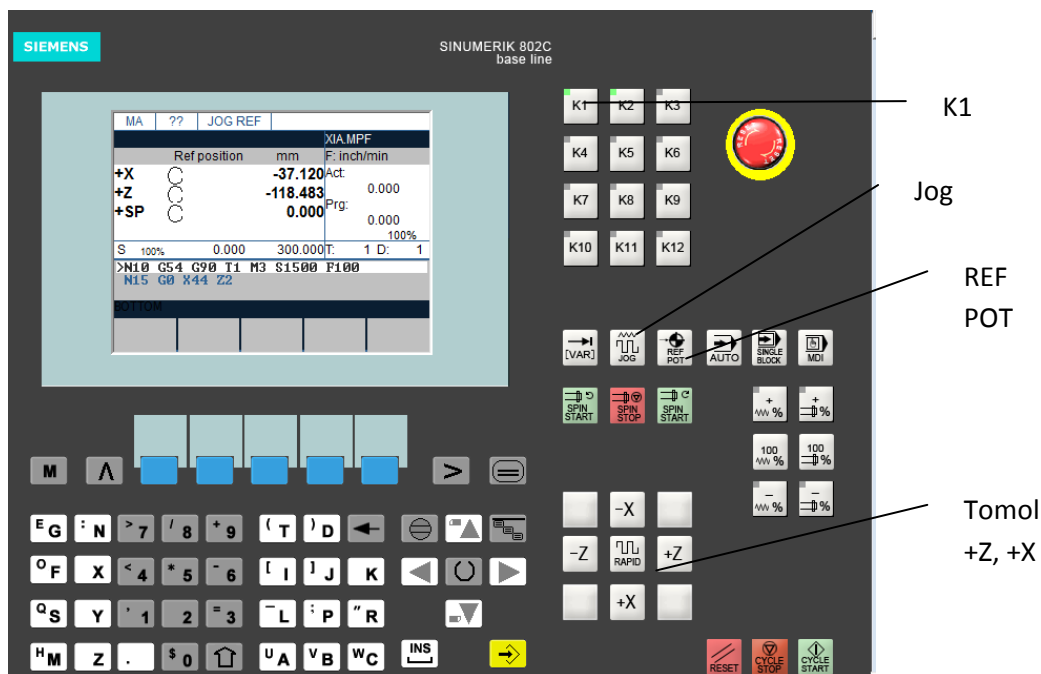 SIEMENS
SINUMERIK 802C
base line
MA ?? JOG REF
XIA.MPF
Ref position mm F: inch/min
+X -37.120 Act:
0.000
+Z -118.483
+SP 0.000 Prg:
0.000
100%
S 100% 0.000 300.000 T: 1 D: 1
>N10 G54 G90 T1 M3 S1500 F100
N15 G0 X44 Z2
BOTTOM
K1 K2 K3
K4 K5 K6
K7 K8 K9
K10 K11 K12
RESET
K1
Jog
REF
POT
[VAR] JOG REF POT AUTO SINGLE BLOCK MDI
SPIN START SPIN STOP SPIN START
+ % + %
100 % 100 %
- % - %
-X
-Z RAPID +Z
+X
Tomol
+Z, +X
M Λ > =
E G : N > 7 / 8 + 9 ( T ) D
O F X < 4 * 5 - 6 [ I ] J K
Q S Y ' 1 2 = 3 ¯ L ; P " R
H M Z . $ 0 U A V B W C INS
RESET CYCLE STOP CYCLE START